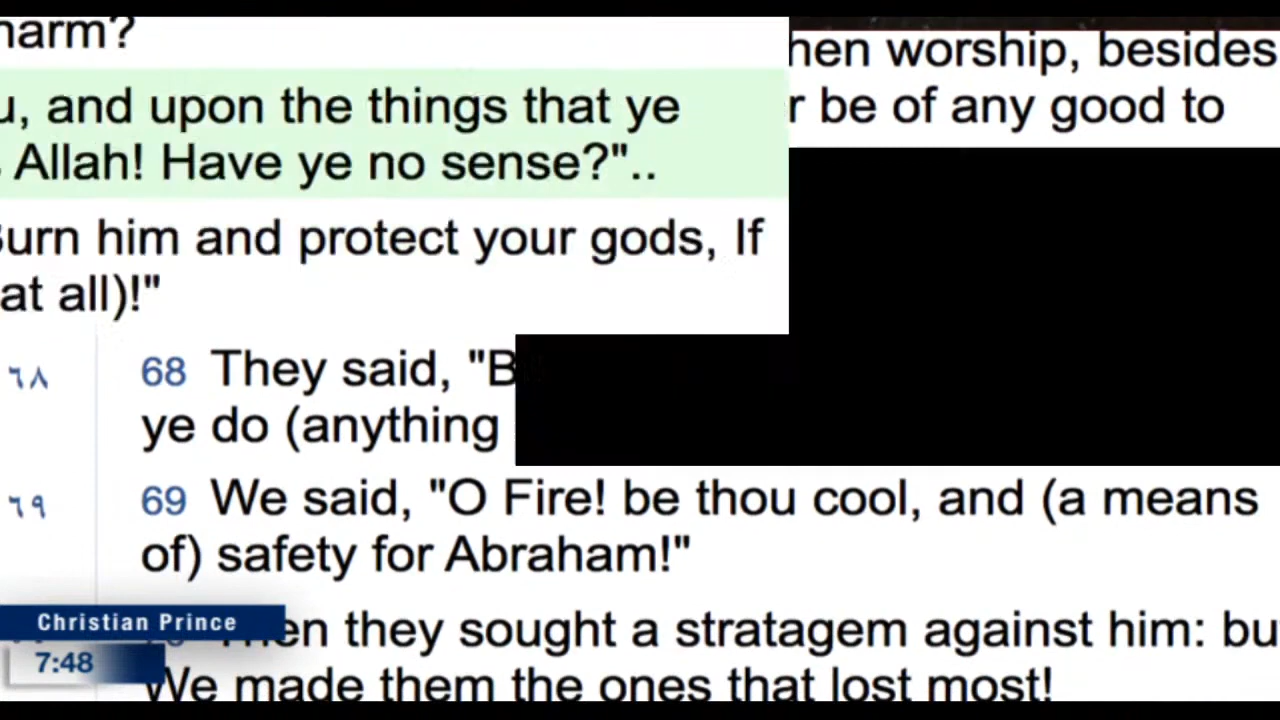 harm?
hen worship, besides
r be of any good to
u, and upon the things that ye
Allah! Have ye no sense?"..
urn him and protect your gods, If
at all)!"
٦٨ 68 They said, "B
ye do (anything
٦٩ 69 We said, "O Fire! be thou cool, and (a means
of) safety for Abraham!"
en they sought a stratagem against him: bu
We made them the ones that lost most!
Christian Prince
7:48